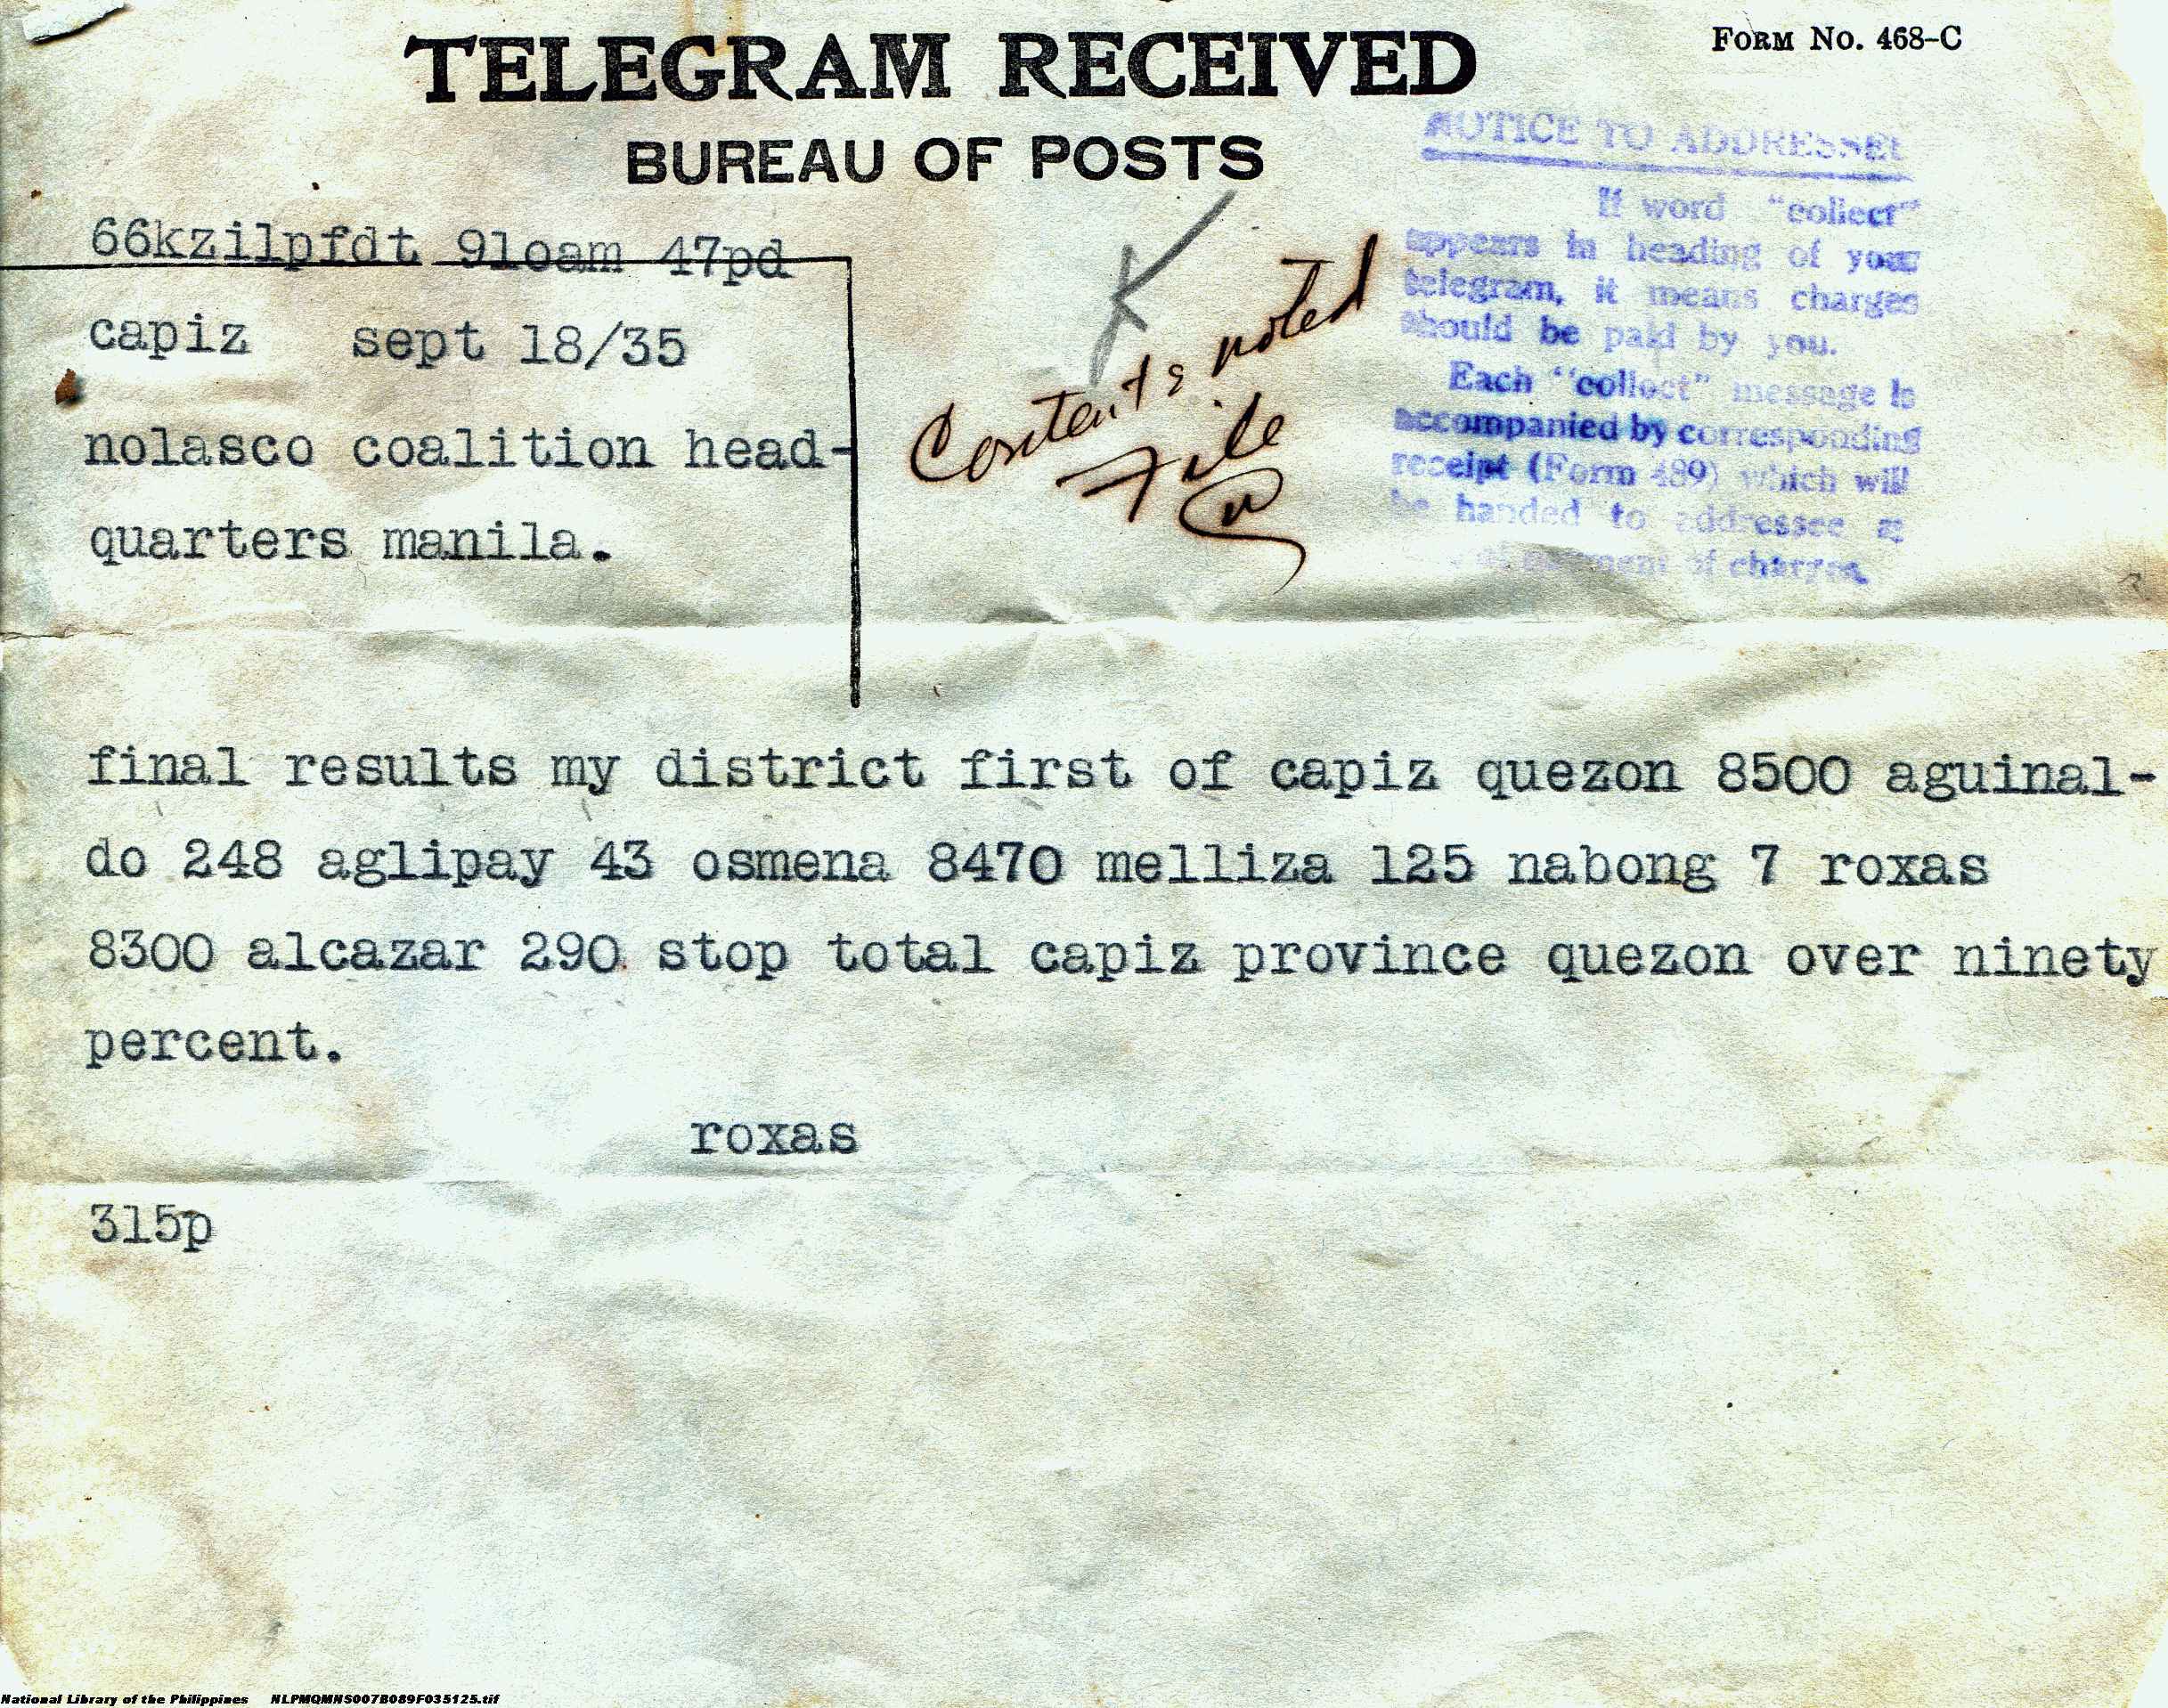 FORM No. 468-C
TELEGRAM RECEIVED
BUREAU OF POSTS
NOTICE TO ADDRESSEE
If word "collect"
appears in heading of your
telegram, it means charges
should be paid by you.
Each "collect" message is
accompanied by corresponding
receipt (Form 489) which will
be handed to addressee
payment of charges.
K
Contents noted
File
66kzilpfdt 91oam 47pd
capiz sept 18/35
nolasco coalition head-
quarters manila.
final results my district first of capiz quezon 8500 aguinal-
do 248 aglipay 43 osmena 8470 melliza 125 nabong 7 roxas
8300 alcazar 290 stop total capiz province quezon over ninety
percent.
roxas
315p
National Library of the Philippines NLPMQMNS007B089F035125.tif